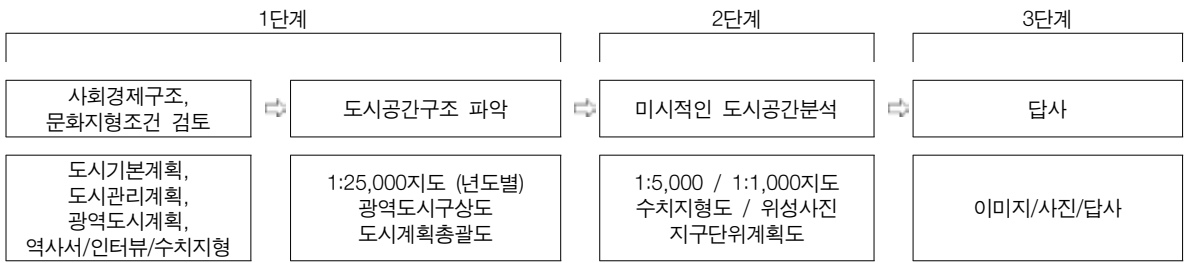 1단계
2단계
3단계
사회경제구조,
문화지형조건 검토
도시공간구조 파악
미시적인 도시공간분석
답사
도시기본계획,
도시관리계획,
광역도시계획,
역사서/인터뷰/수치지형
1:25,000지도 (년도별)
광역도시구상도
도시계획총괄도
1:5,000 / 1:1,000지도
수치지형도 / 위성사진
지구단위계획도
이미지/사진/답사